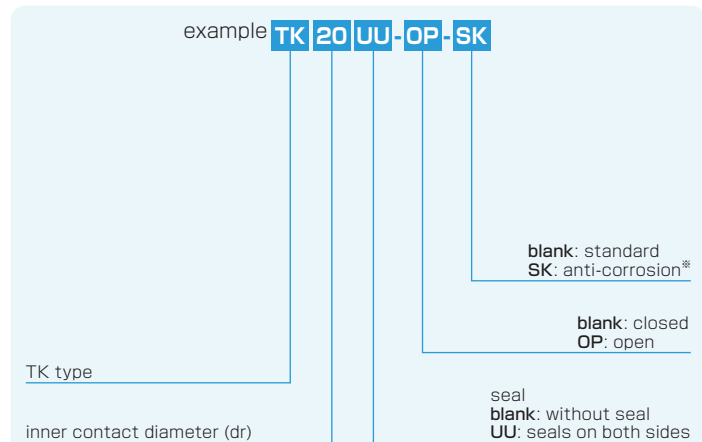 example TK 20 UU - OP - SK
blank: standard
SK: anti-corrosion※
blank: closed
OP: open
TK type
seal
blank: without seal
inner contact diameter (dr)
UU: seals on both sides